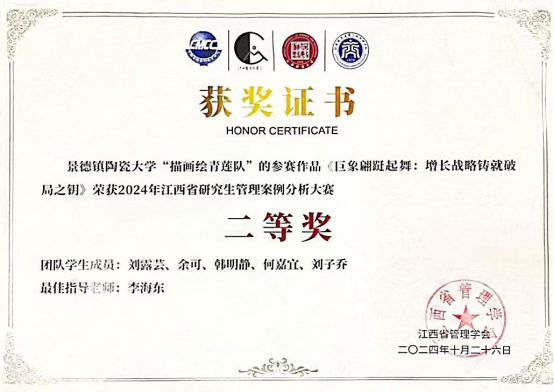 GMCC
获奖证书
HONOR CERTIFICATE
景德镇陶瓷大学“描画绘青莲队”的参赛作品《巨象翩跹起舞：增长战略铸就破
局之钥》荣获2024年江西省研究生管理案例分析大赛
二等奖
团队学生成员：刘露芸、余可、韩明静、何嘉宜、刘子乔
最佳指导老师：李海东
江西省管理学会
二〇二四年十月二十六日